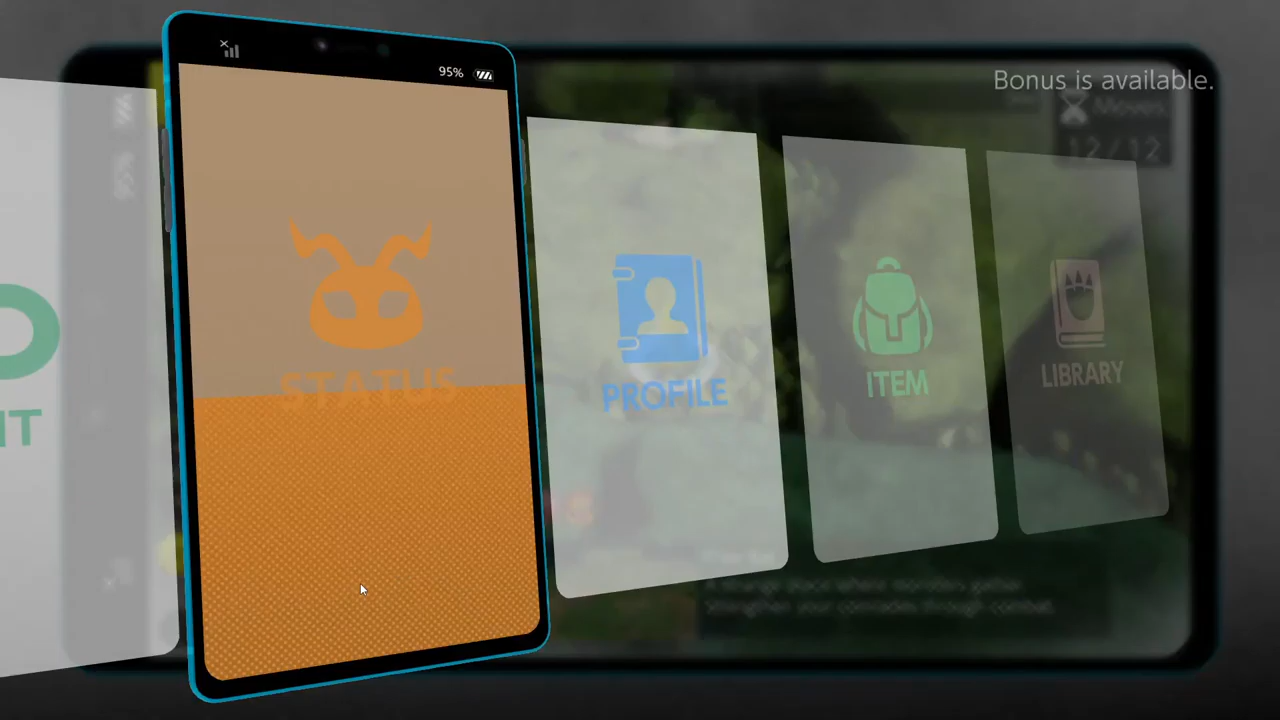 95%
Bonus is available.
Moves
12/12
STATUS
PROFILE
ITEM
LIBRARY
IT
A strange place where monsters gather.
Strengthen your comrades through combat.